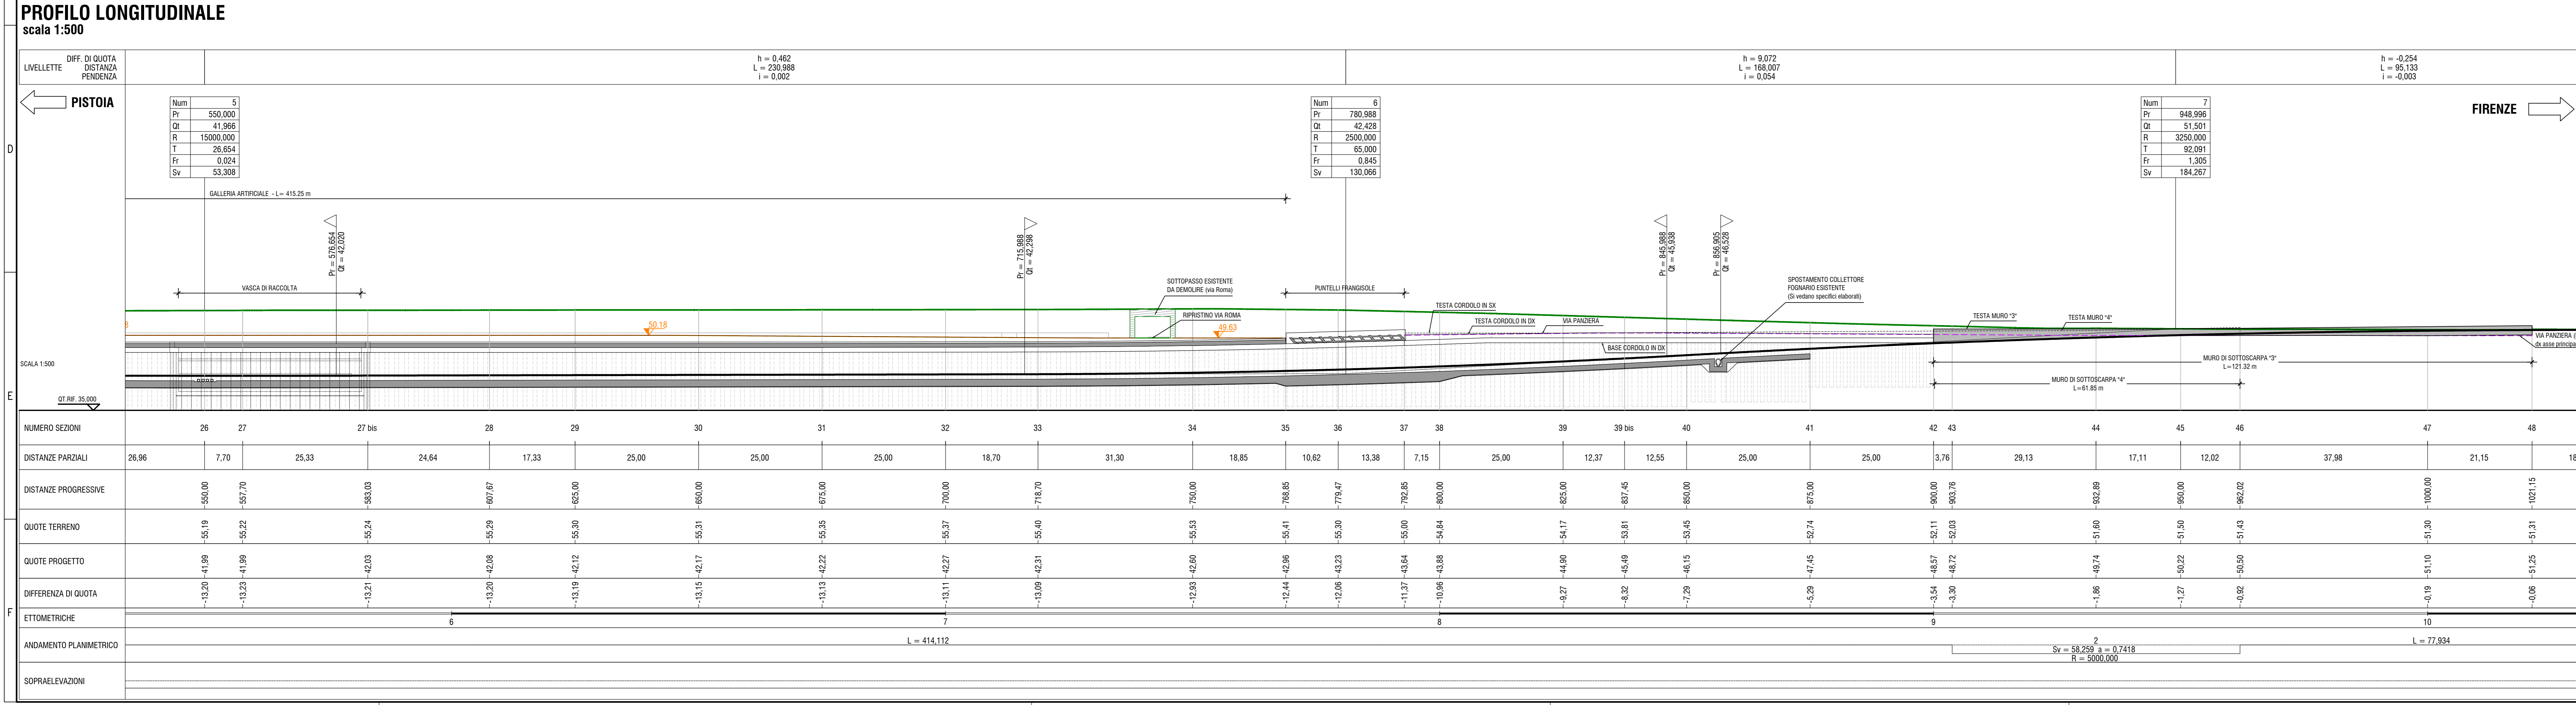 PROFILO LONGITUDINALE
scala 1:500
LIVELLETTE
DIFF. DI QUOTA
DISTANZA
PENDENZA
h = 0,462
L = 230,988
i = 0,002
h = 9,072
L = 168,007
i = 0,054
h = -0,254
L = 95,133
i = -0,003
PISTOIA
FIRENZE
Num 5
Pr 550,000
Qt 41,966
R 15000,000
T 26,654
Fr 0,024
Sv 53,308
Num 6
Pr 780,988
Qt 42,428
R 2500,000
T 65,000
Fr 0,845
Sv 130,066
Num 7
Pr 948,996
Qt 51,501
R 3250,000
T 92,091
Fr 1,305
Sv 184,267
D
E
F
GALLERIA ARTIFICIALE - L= 415.25 m
Pr = 576,654
Qt = 42,020
Pr = 715,988
Qt = 42,298
Pr = 845,988
Qt = 45,938
Pr = 856,905
Qt = 46,528
VASCA DI RACCOLTA
SOTTOPASSO ESISTENTE
DA DEMOLIRE (via Roma)
RIPRISTINO VIA ROMA
PUNTELLI FRANGISOLE
TESTA CORDOLO IN SX
TESTA CORDOLO IN DX
VIA PANZIERA
BASE CORDOLO IN DX
SPOSTAMENTO COLLETTORE
FOGNARIO ESISTENTE
(Si vedano specifici elaborati)
TESTA MURO "3"
TESTA MURO "4"
VIA PANZIERA (
dx asse principa
MURO DI SOTTOSCARPA "3"
L=121.32 m
MURO DI SOTTOSCARPA "4"
L=61.85 m
8
50.18
49.63
SCALA 1:500
QT.RIF. 35,000
NUMERO SEZIONI 26 27 27 bis 28 29 30 31 32 33 34 35 36 37 38 39 39 bis 40 41 42 43 44 45 46 47 48
DISTANZE PARZIALI 26,96 7,70 25,33 24,64 17,33 25,00 25,00 25,00 18,70 31,30 18,85 10,62 13,38 7,15 25,00 12,37 12,55 25,00 25,00 3,76 29,13 17,11 12,02 37,98 21,15 18
DISTANZE PROGRESSIVE 550,00 557,70 583,03 607,67 625,00 650,00 675,00 700,00 718,70 750,00 768,85 779,47 792,85 800,00 825,00 837,45 850,00 875,00 900,00 903,76 932,89 950,00 962,02 1000,00 1021,15
QUOTE TERRENO 55,19 55,22 55,24 55,29 55,30 55,31 55,35 55,37 55,40 55,53 55,41 55,30 55,00 54,84 54,17 53,81 53,45 52,74 52,11 52,03 51,60 51,50 51,43 51,30 51,31
QUOTE PROGETTO 41,99 41,99 42,03 42,08 42,12 42,17 42,22 42,27 42,31 42,60 42,96 43,23 43,64 43,88 44,90 45,49 46,15 47,45 48,57 48,72 49,74 50,22 50,50 51,10 51,25
DIFFERENZA DI QUOTA -13,20 -13,23 -13,21 -13,20 -13,19 -13,15 -13,13 -13,11 -13,09 -12,93 -12,44 -12,06 -11,37 -10,96 -9,27 -8,32 -7,29 -5,29 -3,54 -3,30 -1,86 -1,27 -0,92 -0,19 -0,06
ETTOMETRICHE 6 7 8 9 10
ANDAMENTO PLANIMETRICO L = 414,112 2 L = 77,934
Sv = 58,259 a = 0,7418
R = 5000,000
SOPRAELEVAZIONI